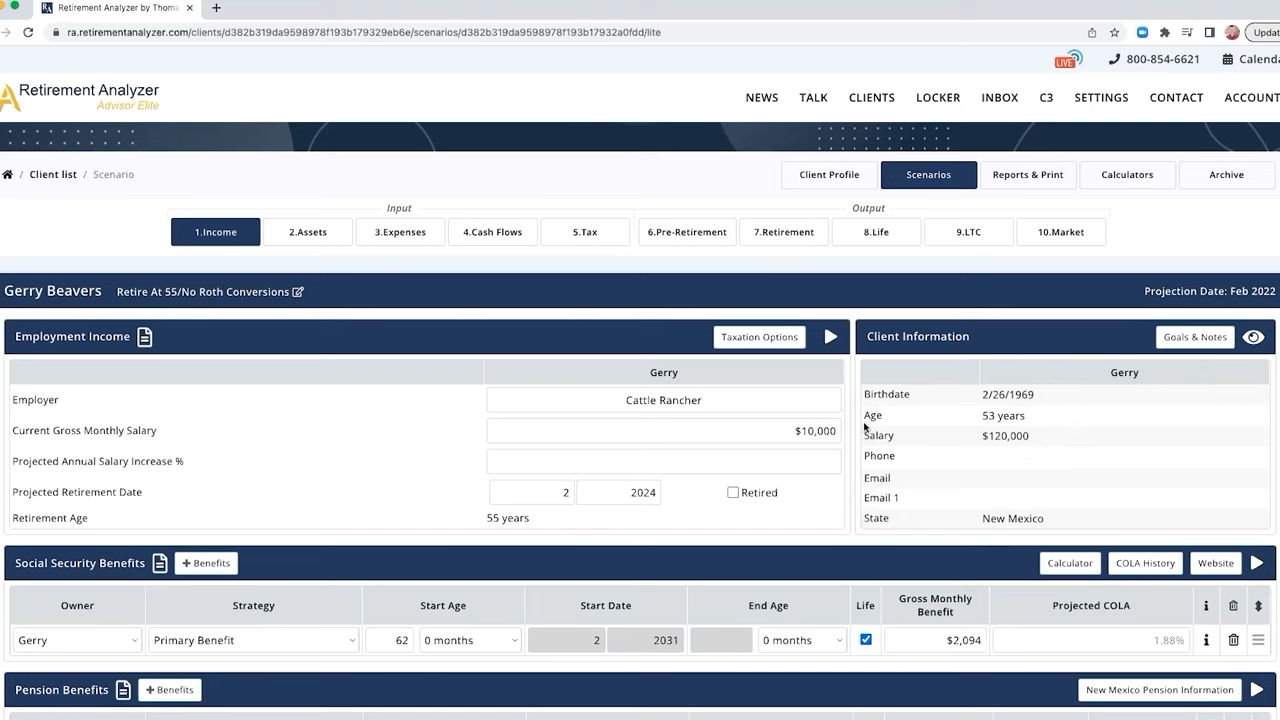 Retirement Analyzer by Thoma
ra.retirementanalyzer.com/clients/d382b319da9598978f193b179329eb6e/scenarios/d382b319da9598978f193b17932a0fdd/lite
Updat
LIVE 800-854-6621 Calenda
Retirement Analyzer
Advisor Elite
NEWS TALK CLIENTS LOCKER INBOX C3 SETTINGS CONTACT ACCOUNT
/ Client list / Scenario
Client Profile Scenarios Reports & Print Calculators Archive
Input Output
1.Income 2.Assets 3.Expenses 4.Cash Flows 5.Tax 6.Pre-Retirement 7.Retirement 8.Life 9.LTC 10.Market
Gerry Beavers Retire At 55/No Roth Conversions Projection Date: Feb 2022
Employment Income Taxation Options
Gerry
Employer Cattle Rancher
Current Gross Monthly Salary $10,000
Projected Annual Salary Increase %
Projected Retirement Date 2 2024 Retired
Retirement Age 55 years
Client Information Goals & Notes
Gerry
Birthdate 2/26/1969
Age 53 years
Salary $120,000
Phone
Email
Email 1
State New Mexico
Social Security Benefits + Benefits Calculator COLA History Website
Owner Strategy Start Age Start Date End Age Life Gross Monthly Benefit Projected COLA
Gerry Primary Benefit 62 0 months 2 2031 0 months $2,094 1.88%
Pension Benefits + Benefits New Mexico Pension Information